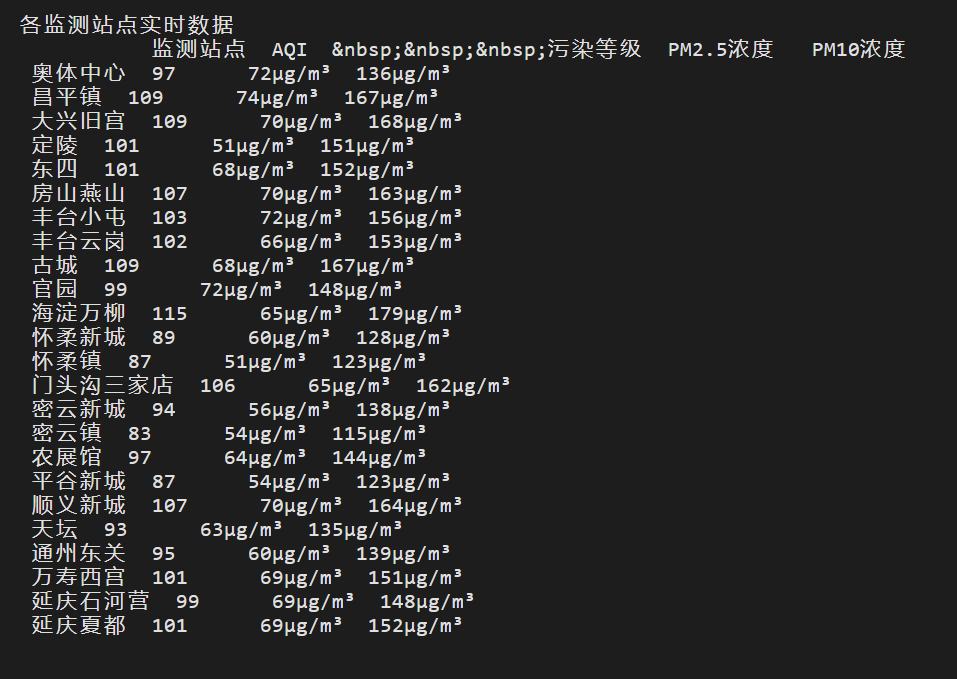 各监测站点实时数据
监测站点 AQI &nbsp;&nbsp;&nbsp;污染等级 PM2.5浓度 PM10浓度
奥体中心 97 72μg/m³ 136μg/m³
昌平镇 109 74μg/m³ 167μg/m³
大兴旧宫 109 70μg/m³ 168μg/m³
定陵 101 51μg/m³ 151μg/m³
东四 101 68μg/m³ 152μg/m³
房山燕山 107 70μg/m³ 163μg/m³
丰台小屯 103 72μg/m³ 156μg/m³
丰台云岗 102 66μg/m³ 153μg/m³
古城 109 68μg/m³ 167μg/m³
官园 99 72μg/m³ 148μg/m³
海淀万柳 115 65μg/m³ 179μg/m³
怀柔新城 89 60μg/m³ 128μg/m³
怀柔镇 87 51μg/m³ 123μg/m³
门头沟三家店 106 65μg/m³ 162μg/m³
密云新城 94 56μg/m³ 138μg/m³
密云镇 83 54μg/m³ 115μg/m³
农展馆 97 64μg/m³ 144μg/m³
平谷新城 87 54μg/m³ 123μg/m³
顺义新城 107 70μg/m³ 164μg/m³
天坛 93 63μg/m³ 135μg/m³
通州东关 95 60μg/m³ 139μg/m³
万寿西宫 101 69μg/m³ 151μg/m³
延庆石河营 99 69μg/m³ 148μg/m³
延庆夏都 101 69μg/m³ 152μg/m³